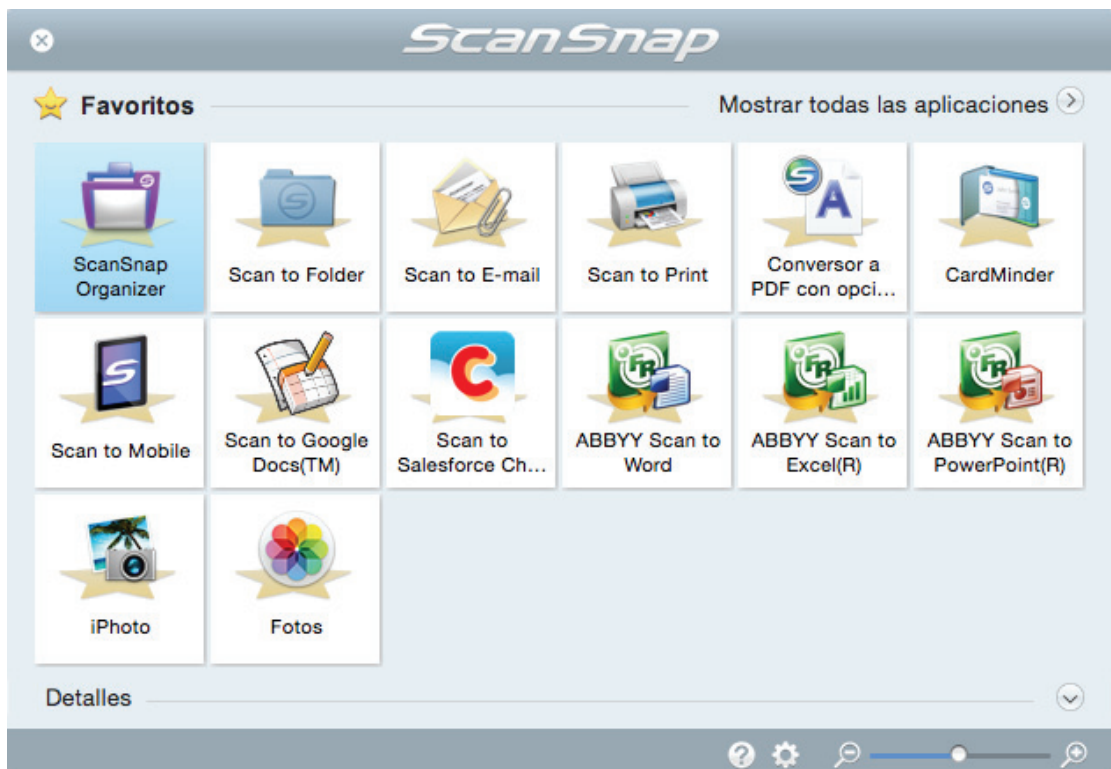 ScanSnap
Favoritos
Mostrar todas las aplicaciones
ScanSnap
Organizer
Scan to Folder
Scan to E-mail
Scan to Print
Conversor a
PDF con opci...
CardMinder
Scan to Mobile
Scan to Google
Docs(TM)
Scan to
Salesforce Ch...
ABBYY Scan to
Word
ABBYY Scan to
Excel(R)
ABBYY Scan to
PowerPoint(R)
iPhoto
Fotos
Detalles